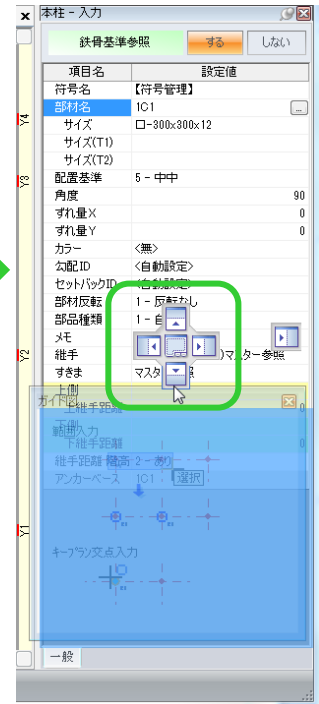 本柱 - 入力
鉄骨基準参照 する しない
項目名 設定値
符号名 【符号管理】
部材名 1C1 ...
サイズ □-300x300x12
サイズ(T1)
サイズ(T2)
配置基準 5 - 中中
角度 90
ずれ量X 0
ずれ量Y 0
カラー <無>
勾配ID <自動設定>
セットバックID <自動設定>
部材反転 1 - 反転なし
部品種類 1 - 自
メモ
継手 )マスター参照
すきま マスタ 照
上側
ガイド図
上継手距離 0
下側
範囲入力
下継手距離 0
継手距離 階高 2 - あり
アンカーベース 1C1
選択
キープラン交点入力
一般
Y4
Y3
Y2
Y1